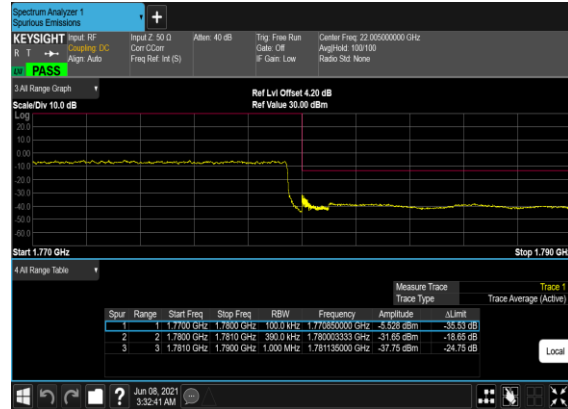 Spectrum Analyzer 1
Spurious Emissions
+
KEYSIGHT Input: RF Input Z: 50 Ω Atten: 40 dB Trig: Free Run Center Freq: 22.005000000 GHz
R T Coupling: DC Corr CCorr Gate: Off Avg|Hold: 100/100
Align: Auto Freq Ref: Int (S) IF Gain: Low Radio Std: None
PASS
3 All Range Graph Ref Lvl Offset 4.20 dB
Scale/Div 10.0 dB Ref Value 30.00 dBm
Log
20.0
10.0
0.00
-10.0
-20.0
-30.0
-40.0
-50.0
-60.0
Start 1.770 GHz Stop 1.790 GH
4 All Range Table
Measure Trace Trace 1
Trace Type Trace Average (Active)
Spur Range Start Freq Stop Freq RBW Frequency Amplitude ΔLimit
1 1 1.7700 GHz 1.7800 GHz 100.0 kHz 1.770850000 GHz -5.528 dBm -35.53 dB
2 2 1.7800 GHz 1.7810 GHz 390.0 kHz 1.780003333 GHz -31.65 dBm -18.65 dB
3 3 1.7810 GHz 1.7900 GHz 1.000 MHz 1.781135000 GHz -37.75 dBm -24.75 dB
Local
? Jun 08, 2021
3:32:41 AM